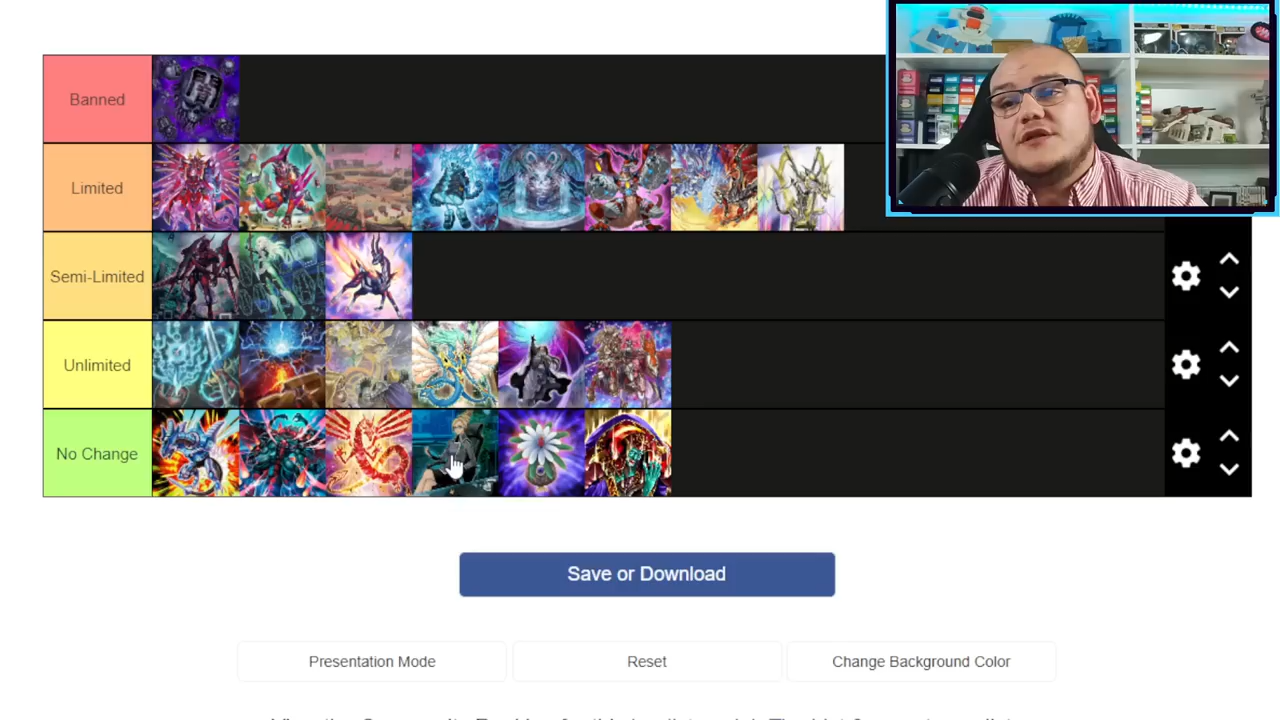 Banned
Limited
Semi-Limited
Unlimited
No Change
Save or Download
Presentation Mode
Reset
Change Background Color